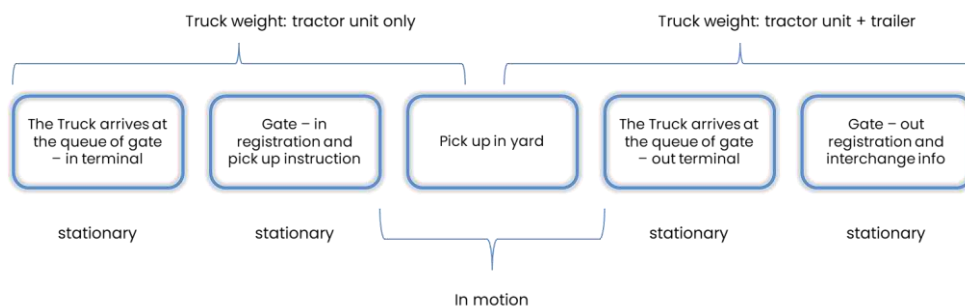 Truck weight: tractor unit only
Truck weight: tractor unit + trailer
The Truck arrives at
the queue of gate
– in terminal
Gate – in
registration and
pick up instruction
Pick up in yard
The Truck arrives at
the queue of gate
– out terminal
Gate – out
registration and
interchange info
stationary
stationary
stationary
stationary
In motion